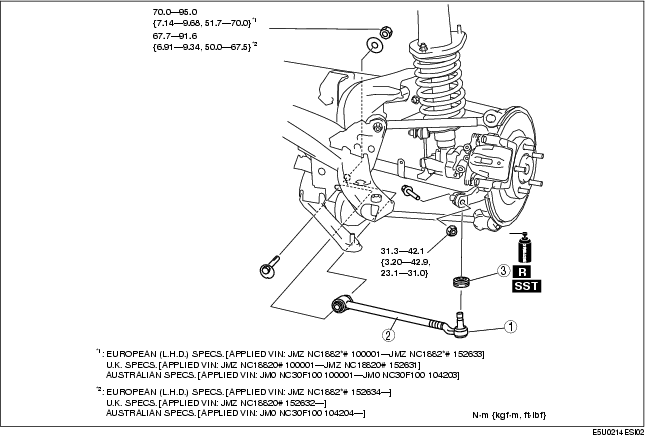 70.0—95.0
{7.14—9.68, 51.7—70.0}*1
67.7—91.6
{6.91—9.34, 50.0—67.5}*2
31.3—42.1
{3.20—42.9,
23.1—31.0}
3
R
SST
2
1
*1: EUROPEAN (L.H.D.) SPECS. [APPLIED VIN: JMZ NC1882*# 100001—JMZ NC1882*# 152633]
U.K. SPECS. [APPLIED VIN: JMZ NC18820# 100001—JMZ NC18820# 152631]
AUSTRALIAN SPECS. [APPLIED VIN: JM0 NC30F100 100001—JM0 NC30F100 104203]
*2: EUROPEAN (L.H.D.) SPECS. [APPLIED VIN: JMZ NC1882*# 152634—]
U.K. SPECS. [APPLIED VIN: JMZ NC18820# 152632—]
AUSTRALIAN SPECS. [APPLIED VIN: JM0 NC30F100 104204—]
N·m {kgf·m, ft·lbf}
E5U0214ESI02